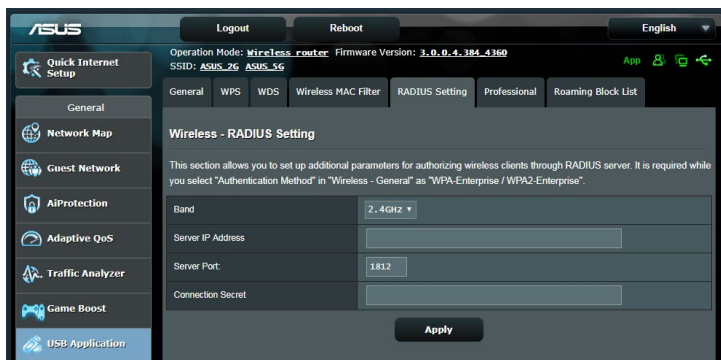 ASUS
Logout
Reboot
English
Quick Internet
Setup
Operation Mode: Wireless router Firmware Version: 3.0.0.4.384_4360
SSID: ASUS_2G ASUS_5G
App
General
WPS
WDS
Wireless MAC Filter
RADIUS Setting
Professional
Roaming Block List
General
Network Map
Guest Network
AiProtection
Adaptive QoS
Traffic Analyzer
Game Boost
USB Application
Wireless - RADIUS Setting
This section allows you to set up additional parameters for authorizing wireless clients through RADIUS server. It is required while
you select "Authentication Method" in "Wireless - General" as "WPA-Enterprise / WPA2-Enterprise".
Band
2.4GHz
Server IP Address
Server Port:
1812
Connection Secret
Apply